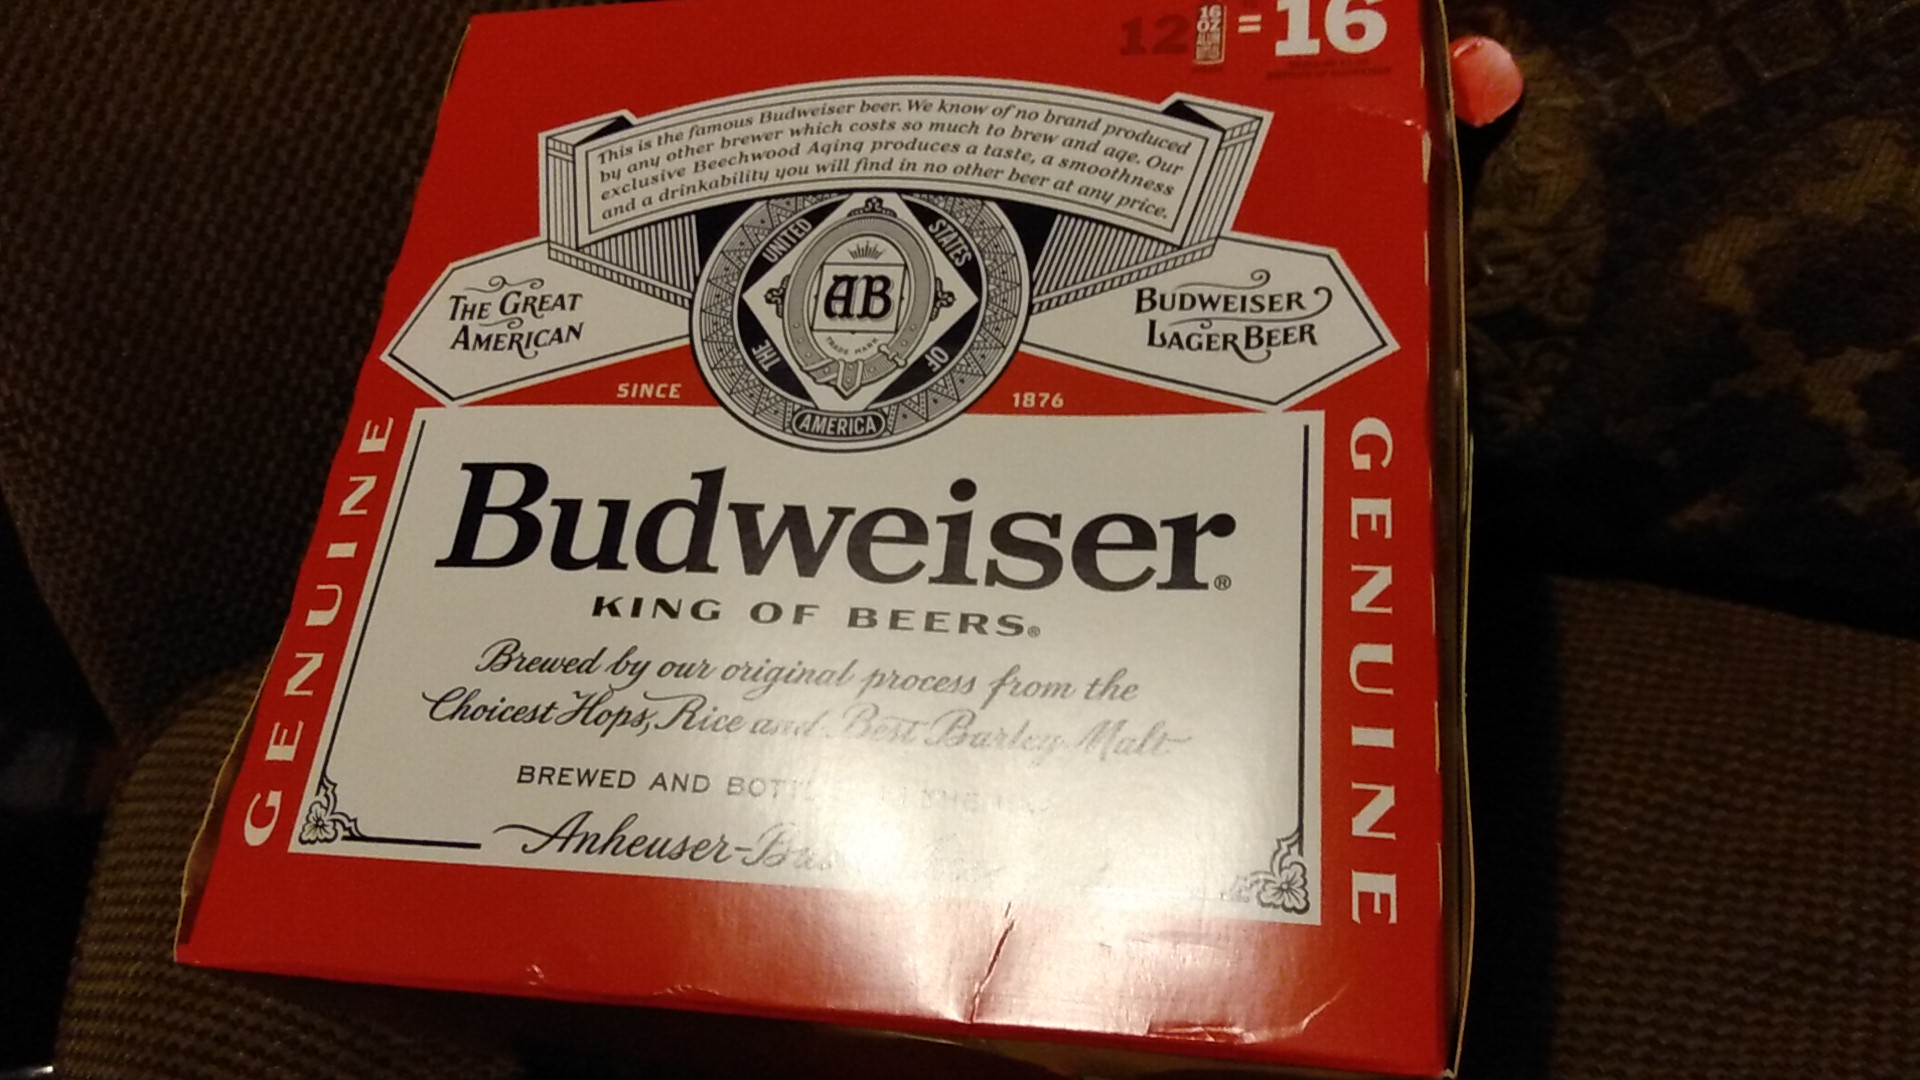 12 16 OZ = 16
This is the famous Budweiser beer. We know of no brand produced
by any other brewer which costs so much to brew and age. Our
exclusive Beechwood Aging produces a taste, a smoothness
and a drinkability you will find in no other beer at any price.
THE UNITED STATES OF
AMERICA
AB
TRADE MARK
THE GREAT
AMERICAN
BUDWEISER
LAGER BEER
SINCE 1876
GENUINE
GENUINE
Budweiser®
KING OF BEERS®
Brewed by our original process from the
Choicest Hops, Rice and Best Barley Malt
BREWED AND
Anheuser-